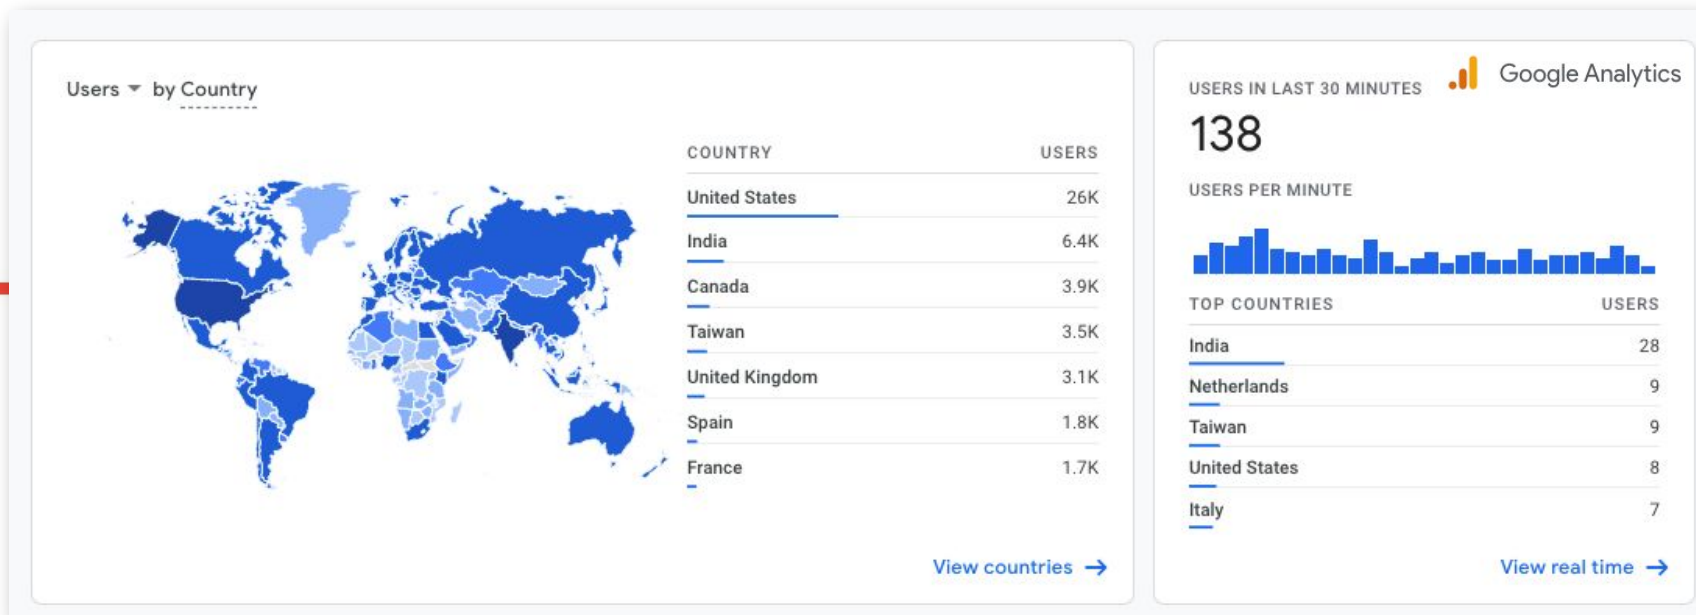 Users by Country
COUNTRY USERS
United States 26K
India 6.4K
Canada 3.9K
Taiwan 3.5K
United Kingdom 3.1K
Spain 1.8K
France 1.7K
View countries
USERS IN LAST 30 MINUTES
Google Analytics
138
USERS PER MINUTE
TOP COUNTRIES USERS
India 28
Netherlands 9
Taiwan 9
United States 8
Italy 7
View real time